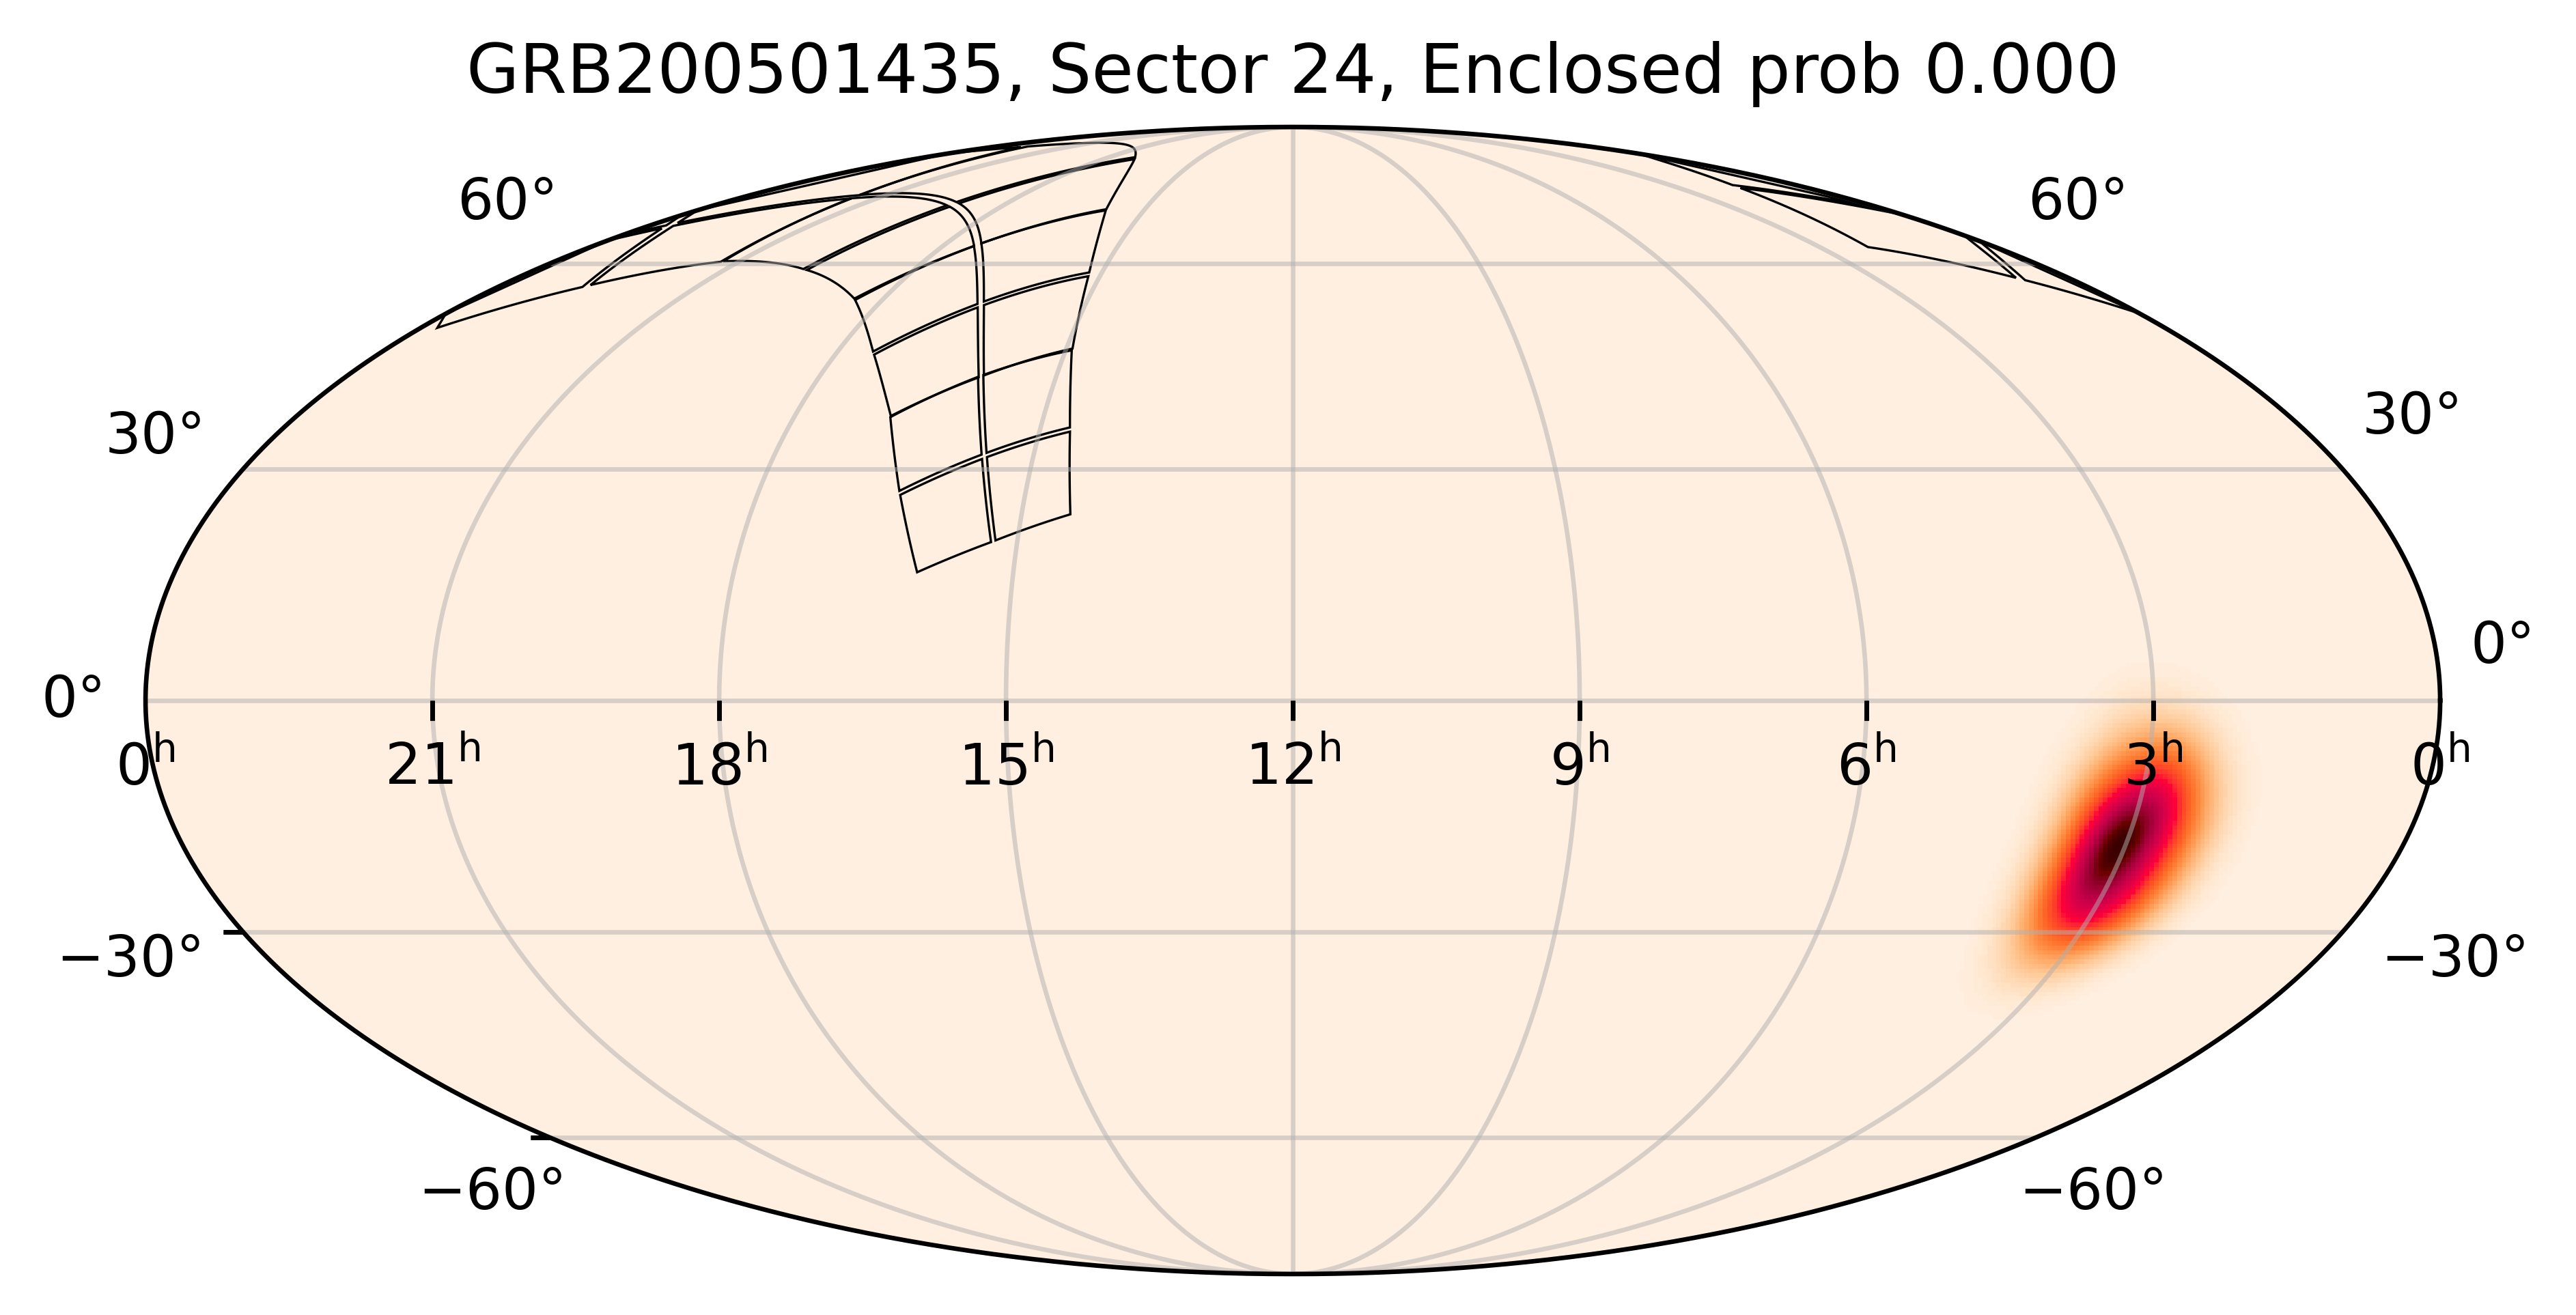 GRB200501435, Sector 24, Enclosed prob 0.000
60° 60°
30° 30°
0° 0°
0ʰ 21ʰ 18ʰ 15ʰ 12ʰ 9ʰ 6ʰ 3ʰ 0ʰ
−30° −30°
−60° −60°